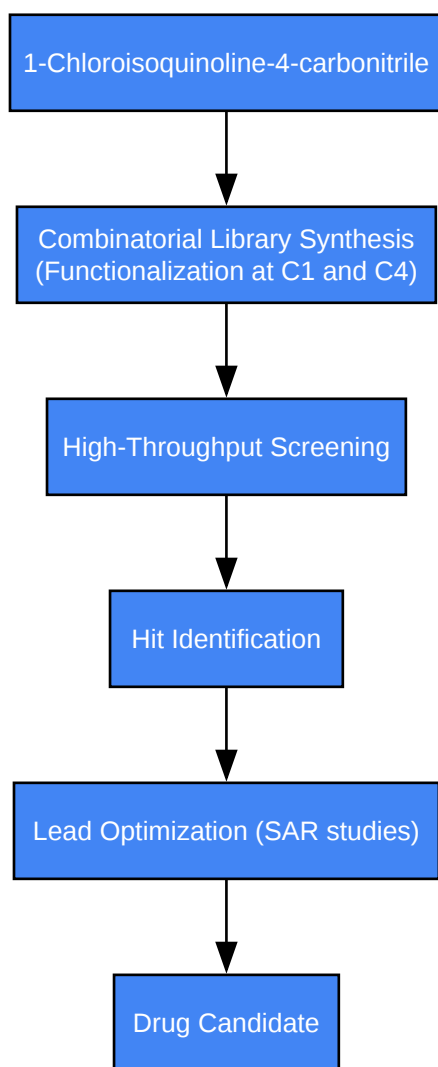 1-Chloroisoquinoline-4-carbonitrile
Combinatorial Library Synthesis
(Functionalization at C1 and C4)
High-Throughput Screening
Hit Identification
Lead Optimization (SAR studies)
Drug Candidate